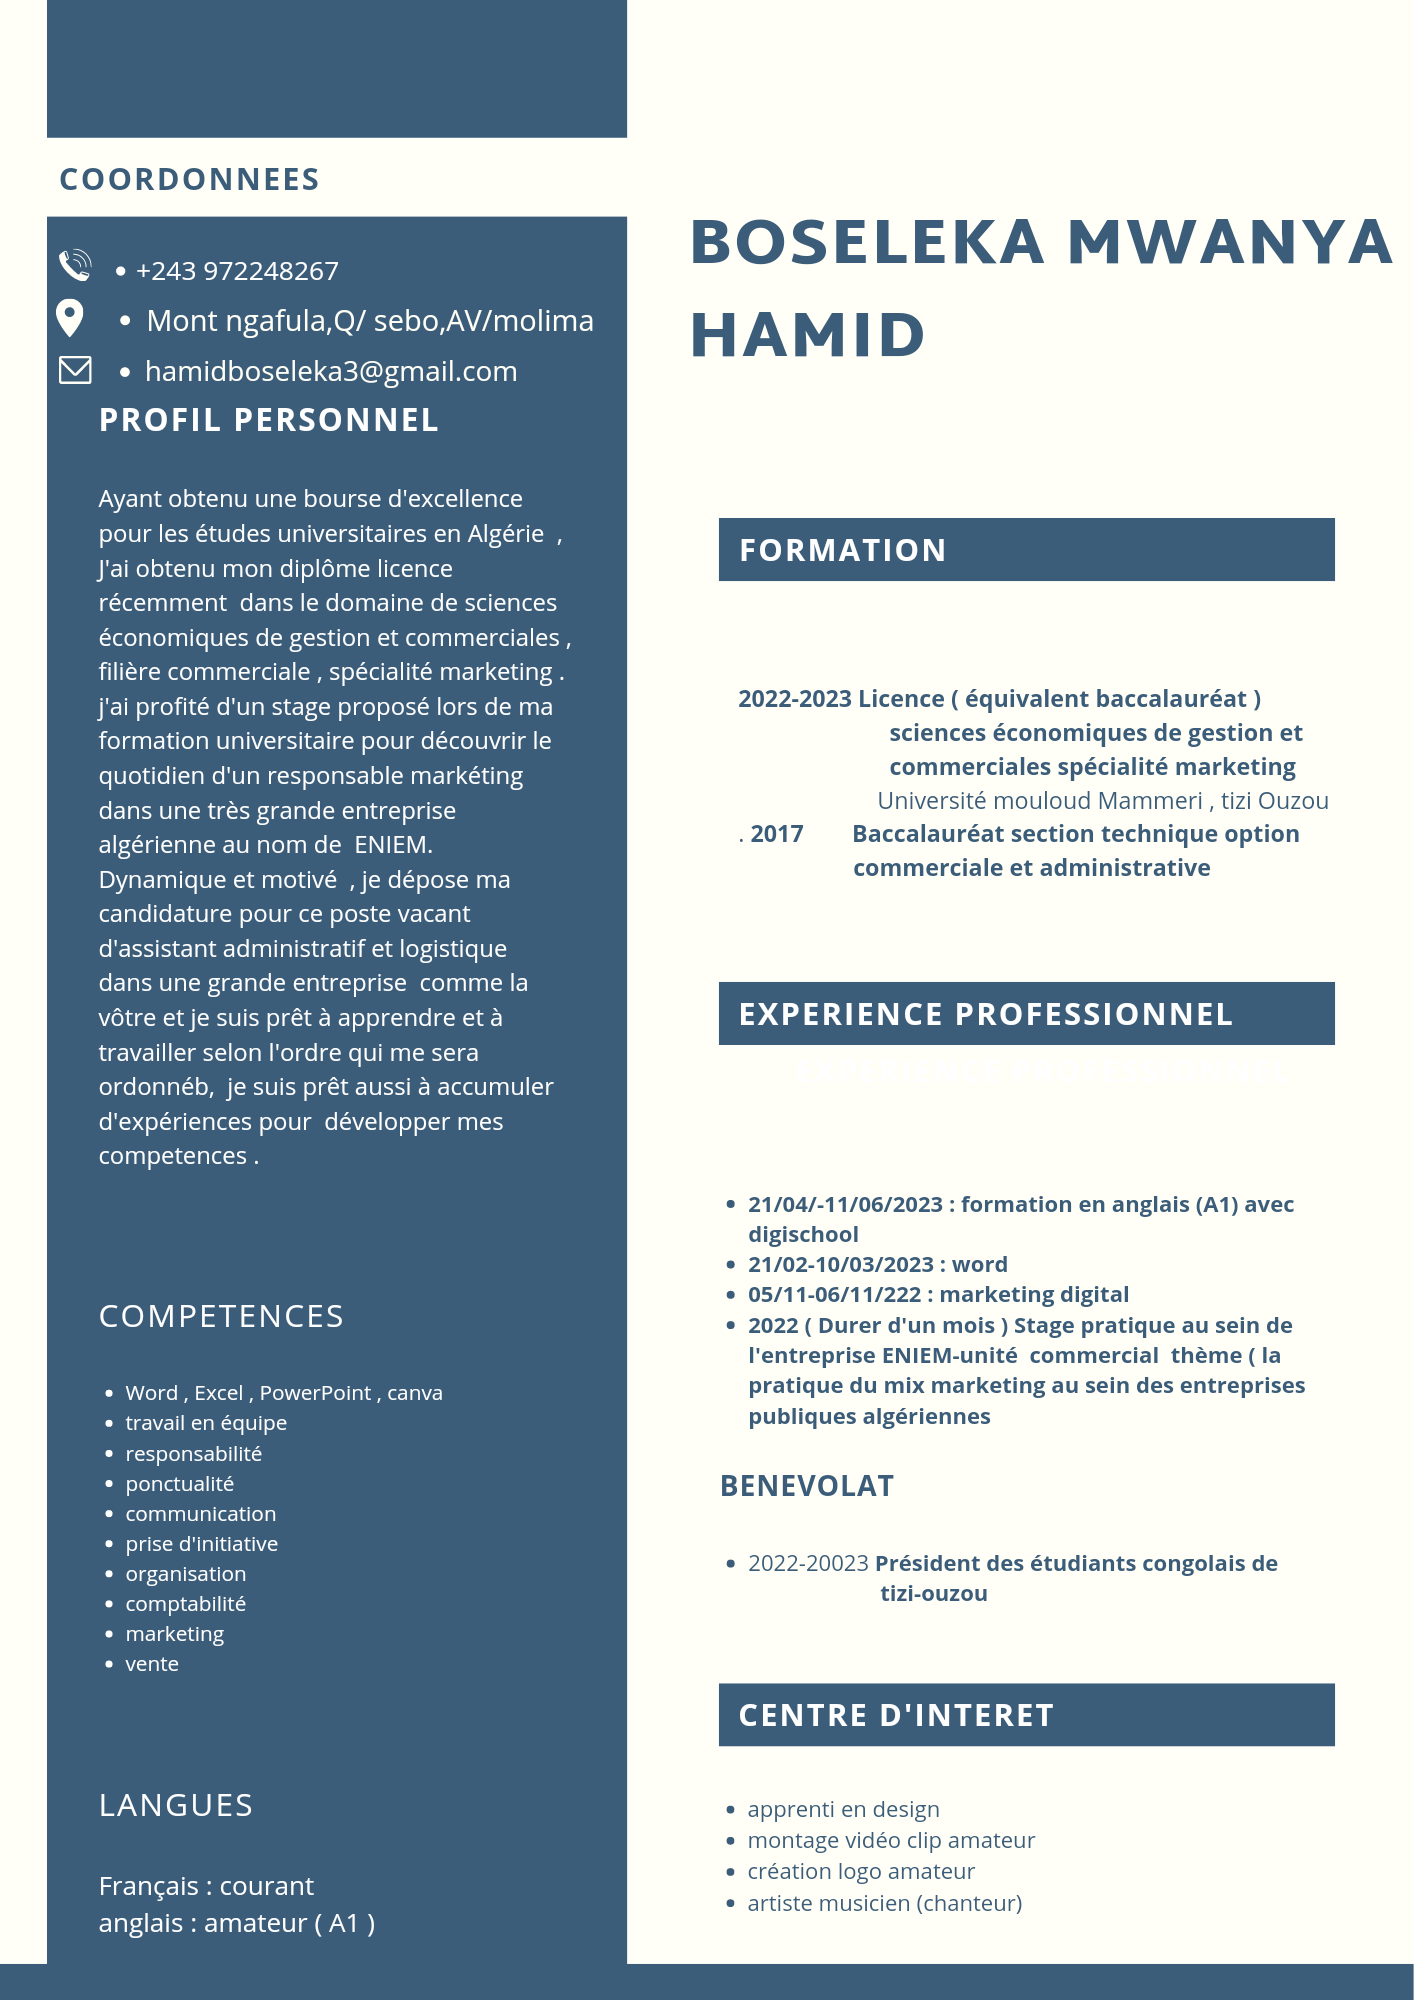 COORDONNEES
+243 972248267
Mont ngafula,Q/ sebo,AV/molima
hamidboseleka3@gmail.com
PROFIL PERSONNEL
Ayant obtenu une bourse d'excellence
pour les études universitaires en Algérie  ,
J'ai obtenu mon diplôme licence
récemment  dans le domaine de sciences
économiques de gestion et commerciales ,
filière commerciale , spécialité marketing .
j'ai profité d'un stage proposé lors de ma
formation universitaire pour découvrir le
quotidien d'un responsable markéting
dans une très grande entreprise
algérienne au nom de  ENIEM.
Dynamique et motivé  , je dépose ma
candidature pour ce poste vacant
d'assistant administratif et logistique
dans une grande entreprise  comme la
vôtre et je suis prêt à apprendre et à
travailler selon l'ordre qui me sera
ordonnéb,  je suis prêt aussi à accumuler
d'expériences pour  développer mes
competences .
COMPETENCES
Word , Excel , PowerPoint , canva
travail en équipe
responsabilité
ponctualité
communication
prise d'initiative
organisation
comptabilité
marketing
vente
LANGUES
Français : courant
anglais : amateur ( A1 )
BOSELEKA MWANYA
HAMID
FORMATION
2022-2023 Licence ( équivalent baccalauréat )
sciences économiques de gestion et
commerciales spécialité marketing
Université mouloud Mammeri , tizi Ouzou
. 2017 Baccalauréat section technique option
commerciale et administrative
EXPERIENCE PROFESSIONNEL
21/04/-11/06/2023 : formation en anglais (A1) avec
digischool
21/02-10/03/2023 : word
05/11-06/11/222 : marketing digital
2022 ( Durer d'un mois ) Stage pratique au sein de
l'entreprise ENIEM-unité  commercial  thème ( la
pratique du mix marketing au sein des entreprises
publiques algériennes
BENEVOLAT
2022-20023 Président des étudiants congolais de
tizi-ouzou
CENTRE D'INTERET
apprenti en design
montage vidéo clip amateur
création logo amateur
artiste musicien (chanteur)